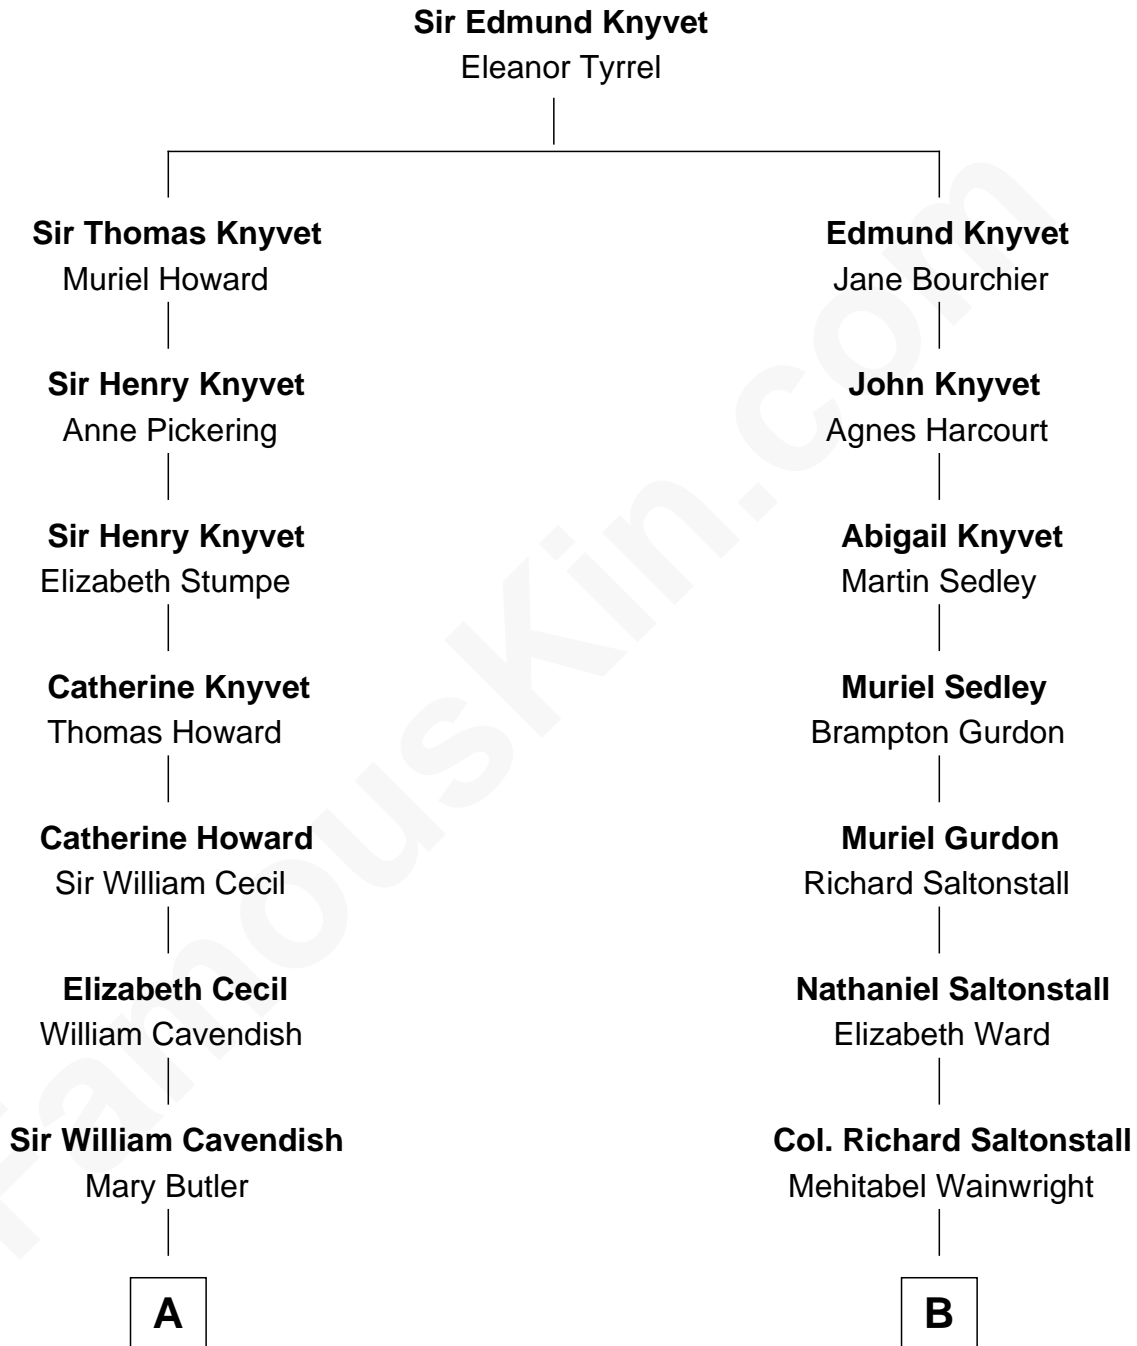 Sir Edmund Knyvet
Eleanor Tyrrel
Sir Thomas Knyvet
Muriel Howard
Sir Henry Knyvet
Anne Pickering
Sir Henry Knyvet
Elizabeth Stumpe
Catherine Knyvet
Thomas Howard
Catherine Howard
Sir William Cecil
Elizabeth Cecil
William Cavendish
Sir William Cavendish
Mary Butler
A
Edmund Knyvet
Jane Bourchier
John Knyvet
Agnes Harcourt
Abigail Knyvet
Martin Sedley
Muriel Sedley
Brampton Gurdon
Muriel Gurdon
Richard Saltonstall
Nathaniel Saltonstall
Elizabeth Ward
Col. Richard Saltonstall
Mehitabel Wainwright
B
FamousKin.com